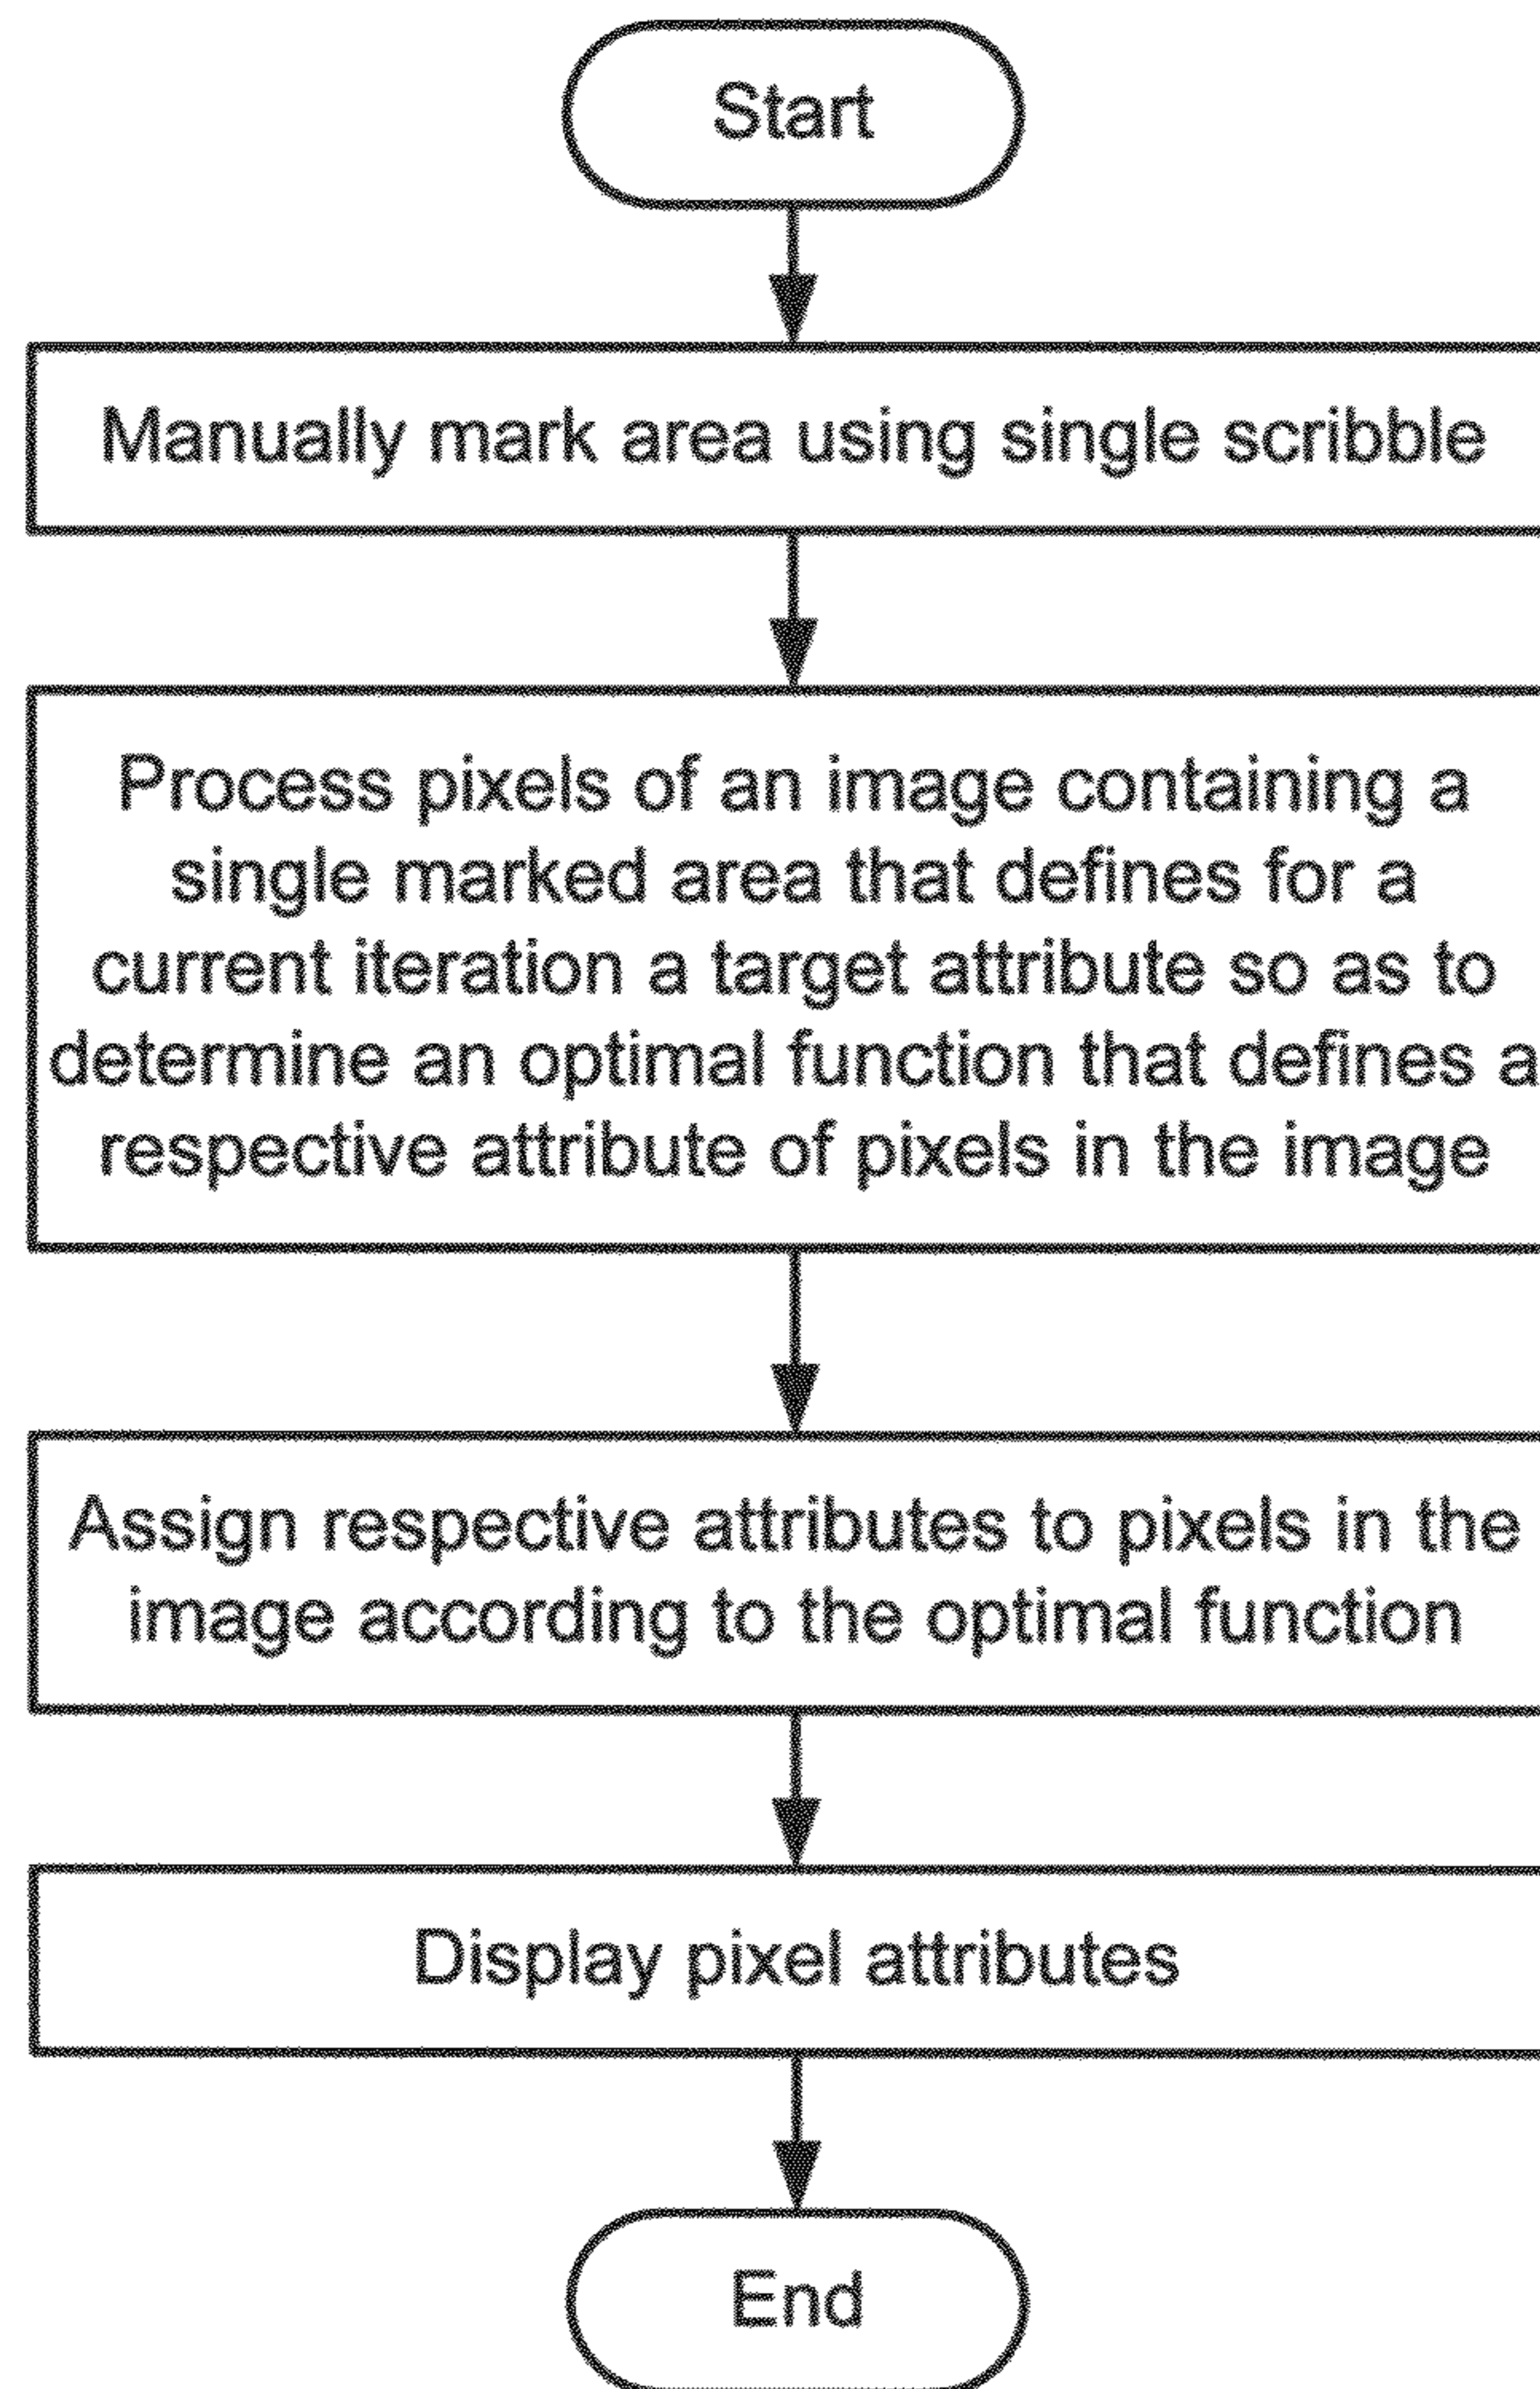 Start
Manually mark area using single scribble
Process pixels of an image containing a
single marked area that defines for a
current iteration a target attribute so as to
determine an optimal function that defines a
respective attribute of pixels in the image
Assign respective attributes to pixels in the
image according to the optimal function
Display pixel attributes
End